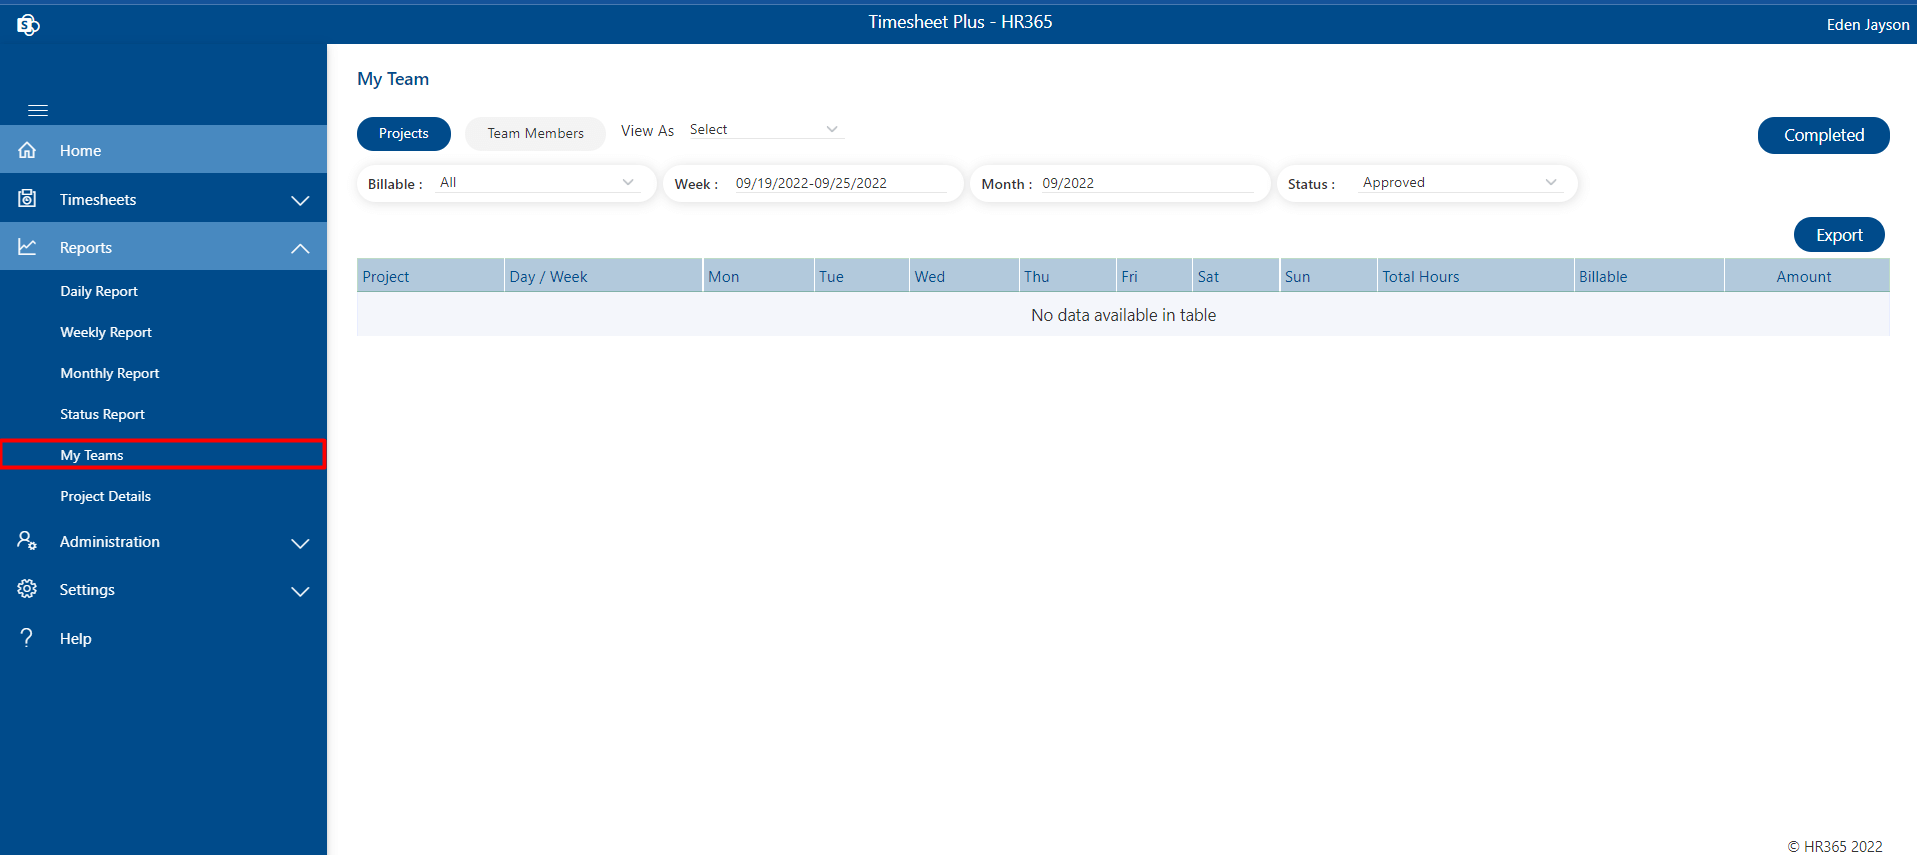 Timesheet Plus - HR365
Eden Jayson
Home
Timesheets
Reports
Daily Report
Weekly Report
Monthly Report
Status Report
My Teams
Project Details
Administration
Settings
Help
My Team
Projects Team Members View As Select Completed
Billable : All Week : 09/19/2022-09/25/2022 Month : 09/2022 Status : Approved
Export
Project Day / Week Mon Tue Wed Thu Fri Sat Sun Total Hours Billable Amount
No data available in table
© HR365 2022